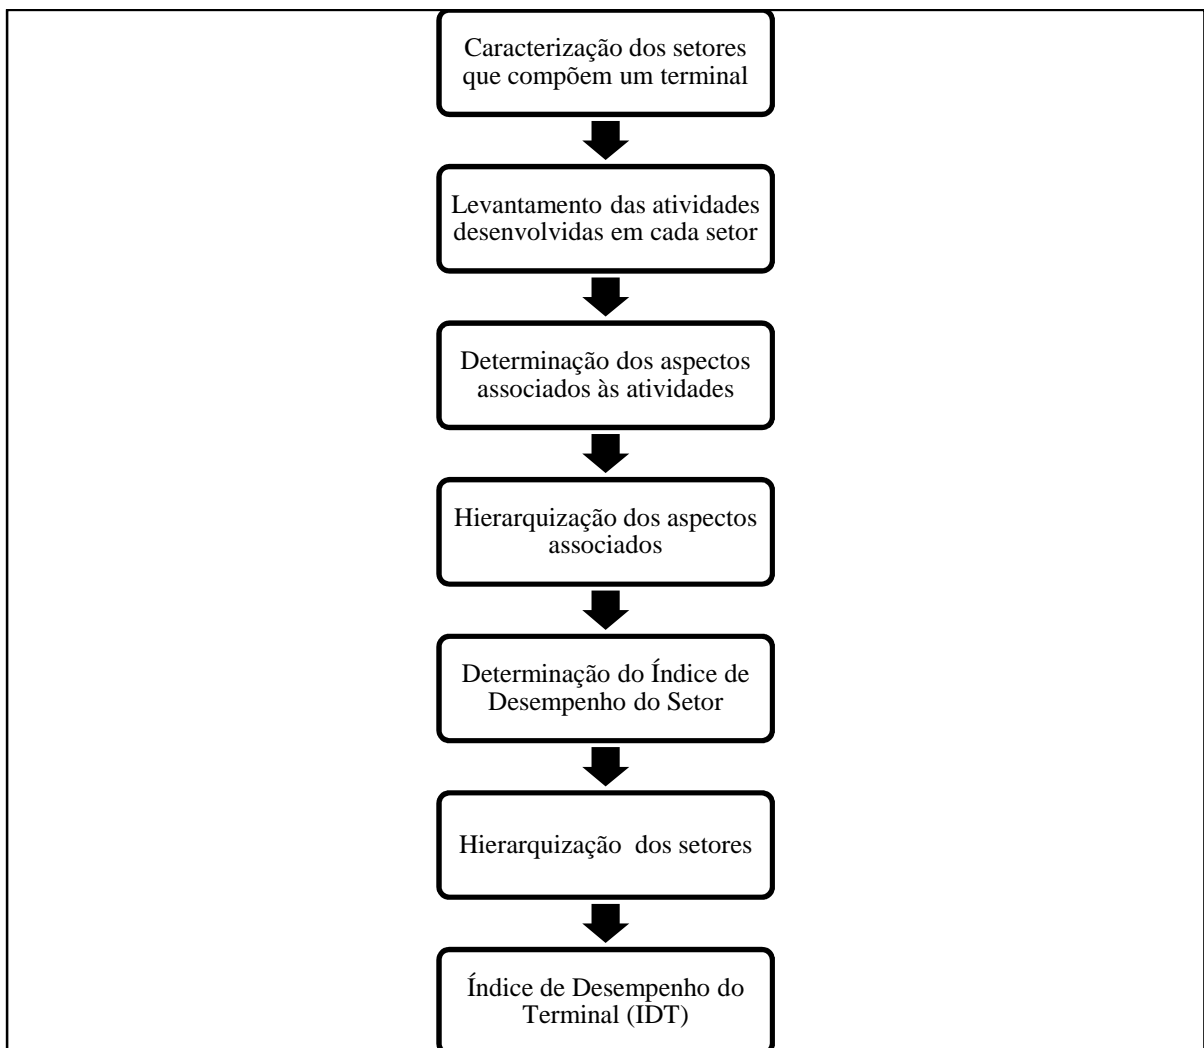 Caracterização dos setores
que compõem um terminal
Levantamento das atividades
desenvolvidas em cada setor
Determinação dos aspectos
associados às atividades
Hierarquização dos aspectos
associados
Determinação do Índice de
Desempenho do Setor
Hierarquização dos setores
Índice de Desempenho do
Terminal (IDT)